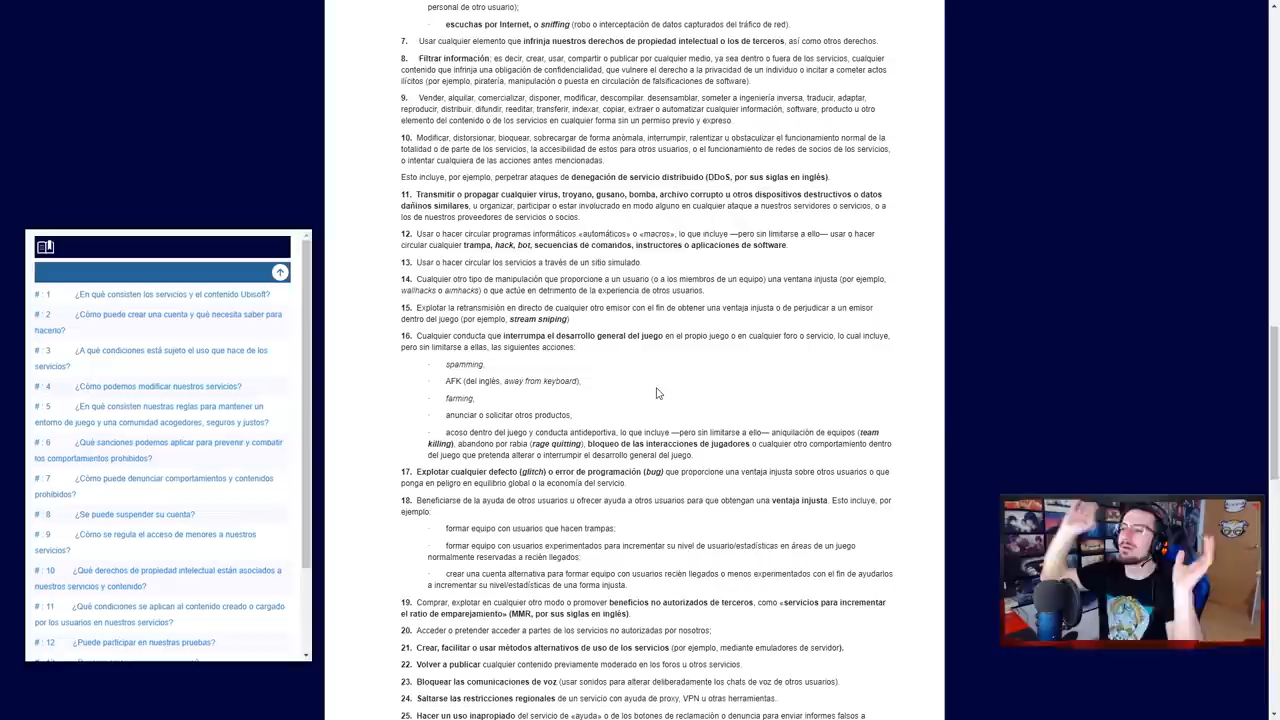 personal de otro usuario);
· escuchas por Internet, o sniffing (robo o interceptación de datos capturados del tráfico de red).
7. Usar cualquier elemento que infrinja nuestros derechos de propiedad intelectual o los de terceros, así como otros derechos.
8. Filtrar información; es decir, crear, usar, compartir o publicar por cualquier medio, ya sea dentro o fuera de los servicios, cualquier
contenido que infrinja una obligación de confidencialidad, que vulnere el derecho a la privacidad de un individuo o incitar a cometer actos
ilícitos (por ejemplo, piratería, manipulación o puesta en circulación de falsificaciones de software).
9. Vender, alquilar, comercializar, disponer, modificar, descompilar. desensamblar, someter a ingeniería inversa, traducir, adaptar,
reproducir, distribuir, difundir, reeditar, transferir, indexar, copiar, extraer o automatizar cualquier información, software, producto u otro
elemento del contenido o de los servicios en cualquier forma sin un permiso previo y expreso
10. Modificar, distorsionar, bloquear, sobrecargar de forma anómala, interrumpir, ralentizar u obstaculizar el funcionamiento normal de la
totalidad o de parte de los servicios, la accesibilidad de estos para otros usuarios, o el funcionamiento de redes de socios de los servicios,
o intentar cualquiera de las acciones antes mencionadas.
Esto incluye, por ejemplo, perpetrar ataques de denegación de servicio distribuido (DDoS, por sus siglas en inglés).
11. Transmitir o propagar cualquier virus, troyano, gusano, bomba, archivo corrupto u otros dispositivos destructivos o datos
dañinos similares, u organizar, participar o estar involucrado en modo alguno en cualquier ataque a nuestros servidores o servicios, o a
los de nuestros proveedores de servicios o socios.
12. Usar o hacer circular programas informáticos «automáticos» o «macros», lo que incluye —pero sin limitarse a ello— usar o hacer
circular cualquier trampa, hack, bot, secuencias de comandos, instructores o aplicaciones de software.
13. Usar o hacer circular los servicios a través de un sitio simulado.
14. Cualquier otro tipo de manipulación que proporcione a un usuario (o a los miembros de un equipo) una ventana injusta (por ejemplo,
wallhacks o aimhacks) o que actúe en detrimento de la experiencia de otros usuarios.
15. Explotar la retransmisión en directo de cualquier otro emisor con el fin de obtener una ventaja injusta o de perjudicar a un emisor
dentro del juego (por ejemplo, stream sniping)
16. Cualquier conducta que interrumpa el desarrollo general del juego en el propio juego o en cualquier foro o servicio, lo cual incluye,
pero sin limitarse a ellas, las siguientes acciones:
· spamming,
· AFK (del inglés, away from keyboard),
· farming,
· anunciar o solicitar otros productos,
· acoso dentro del juego y conducta antideportiva, lo que incluye —pero sin limitarse a ello— aniquilación de equipos (team
killing), abandono por rabia (rage quitting), bloqueo de las interacciones de jugadores o cualquier otro comportamiento dentro
del juego que pretenda alterar o interrumpir el desarrollo general del juego.
17. Explotar cualquier defecto (glitch) o error de programación (bug) que proporcione una ventaja injusta sobre otros usuarios o que
ponga en peligro en equilibrio global o la economía del servicio.
18. Beneficiarse de la ayuda de otros usuarios u ofrecer ayuda a otros usuarios para que obtengan una ventaja injusta. Esto incluye, por
ejemplo:
· formar equipo con usuarios que hacen trampas;
· formar equipo con usuarios experimentados para incrementar su nivel de usuario/estadísticas en áreas de un juego
normalmente reservadas a recién llegados:
· crear una cuenta alternativa para formar equipo con usuarios recién llegados o menos experimentados con el fin de ayudarlos
a incrementar su nivel/estadísticas de una forma injusta.
19. Comprar, explotar en cualquier otro modo o promover beneficios no autorizados de terceros, como «servicios para incrementar
el ratio de emparejamiento» (MMR, por sus siglas en inglés).
20. Acceder o pretender acceder a partes de los servicios no autorizadas por nosotros;
21. Crear, facilitar o usar métodos alternativos de uso de los servicios (por ejemplo, mediante emuladores de servidor).
22. Volver a publicar cualquier contenido previamente moderado en los foros u otros servicios.
23. Bloquear las comunicaciones de voz (usar sonidos para alterar deliberadamente los chats de voz de otros usuarios).
24. Saltarse las restricciones regionales de un servicio con ayuda de proxy, VPN u otras herramientas.
25. Hacer un uso inapropiado del servicio de «ayuda» o de los botones de reclamación o denuncia para enviar informes falsos a
# : 1 ¿En qué consisten los servicios y el contenido Ubisoft?
# : 2 ¿Cómo puede crear una cuenta y qué necesita saber para
hacerlo?
# : 3 ¿A qué condiciones está sujeto el uso que hace de los
servicios?
# : 4 ¿Cómo podemos modificar nuestros servicios?
# : 5 ¿En qué consisten nuestras reglas para mantener un
entorno de juego y una comunidad acogedores, seguros y justos?
# : 6 ¿Qué sanciones podemos aplicar para prevenir y combatir
los comportamientos prohibidos?
# : 7 ¿Cómo puede denunciar comportamientos y contenidos
prohibidos?
# : 8 ¿Se puede suspender su cuenta?
# : 9 ¿Cómo se regula el acceso de menores a nuestros
servicios?
# : 10 ¿Qué derechos de propiedad intelectual están asociados a
nuestros servicios y contenido?
# : 11 ¿Qué condiciones se aplican al contenido creado o cargado
por los usuarios en nuestros servicios?
# : 12 ¿Puede participar en nuestras pruebas?